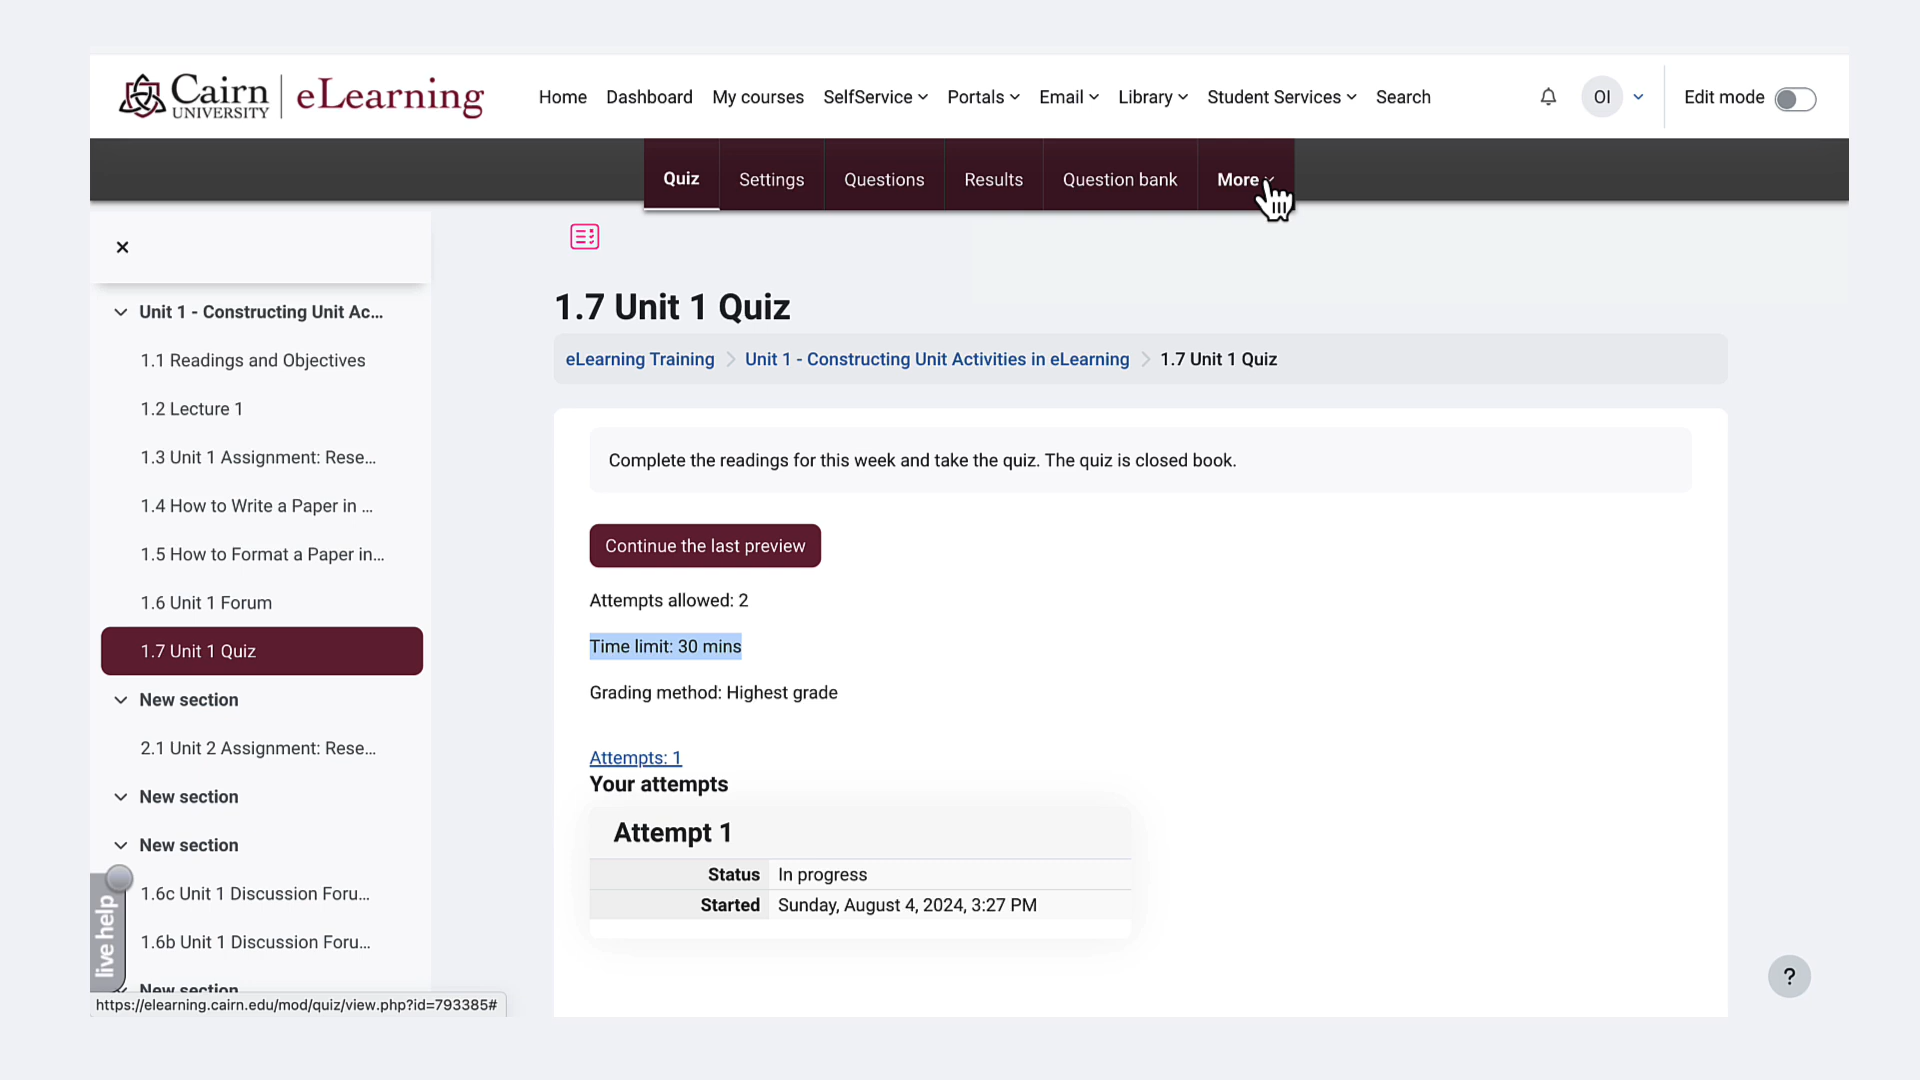 Cairn UNIVERSITY eLearning
Home Dashboard My courses SelfService Portals Email Library Student Services Search
OI
Edit mode
Quiz Settings Questions Results Question bank More
Unit 1 - Constructing Unit Ac...
1.1 Readings and Objectives
1.2 Lecture 1
1.3 Unit 1 Assignment: Rese...
1.4 How to Write a Paper in ...
1.5 How to Format a Paper in...
1.6 Unit 1 Forum
1.7 Unit 1 Quiz
New section
2.1 Unit 2 Assignment: Rese...
New section
New section
1.6c Unit 1 Discussion Foru...
1.6b Unit 1 Discussion Foru...
New section
live help
https://elearning.cairn.edu/mod/quiz/view.php?id=793385#
1.7 Unit 1 Quiz
eLearning Training Unit 1 - Constructing Unit Activities in eLearning 1.7 Unit 1 Quiz
Complete the readings for this week and take the quiz. The quiz is closed book.
Continue the last preview
Attempts allowed: 2
Time limit: 30 mins
Grading method: Highest grade
Attempts: 1
Your attempts
Attempt 1
Status In progress
Started Sunday, August 4, 2024, 3:27 PM
?